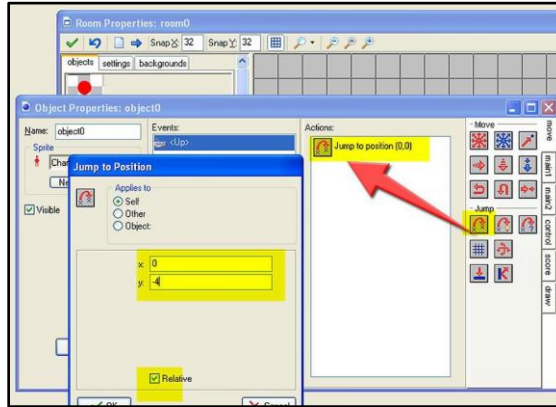 Room Properties: room0
Snap X: 32 Snap Y: 32
objects settings backgrounds
Object Properties: object0
Name: object0
Sprite
Visible
Events:
<Up>
Actions:
Jump to position (0,0)
Move
Jump
move
main1
main2
control
score
draw
Jump to Position
Applies to
Self
Other
Object:
x: 0
y: -4
Relative
OK
Cancel